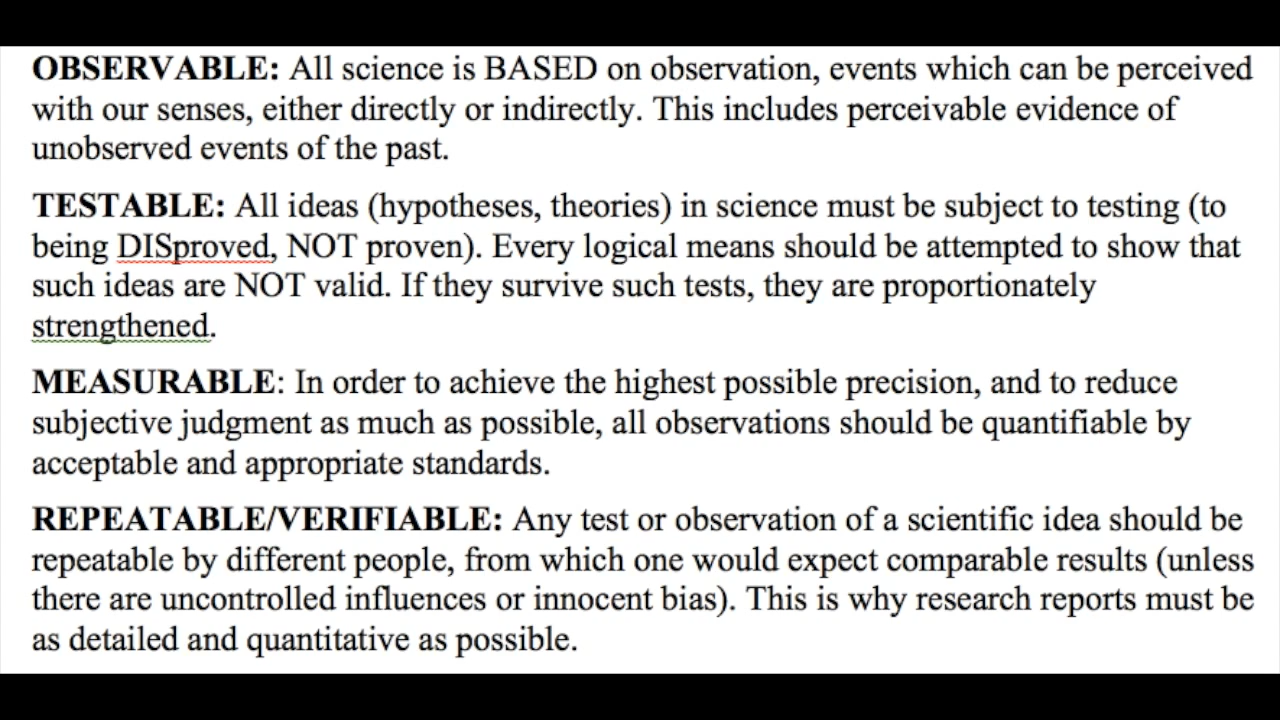 OBSERVABLE: All science is BASED on observation, events which can be perceived
with our senses, either directly or indirectly. This includes perceivable evidence of
unobserved events of the past.
TESTABLE: All ideas (hypotheses, theories) in science must be subject to testing (to
being DISproved, NOT proven). Every logical means should be attempted to show that
such ideas are NOT valid. If they survive such tests, they are proportionately
strengthened.
MEASURABLE: In order to achieve the highest possible precision, and to reduce
subjective judgment as much as possible, all observations should be quantifiable by
acceptable and appropriate standards.
REPEATABLE/VERIFIABLE: Any test or observation of a scientific idea should be
repeatable by different people, from which one would expect comparable results (unless
there are uncontrolled influences or innocent bias). This is why research reports must be
as detailed and quantitative as possible.